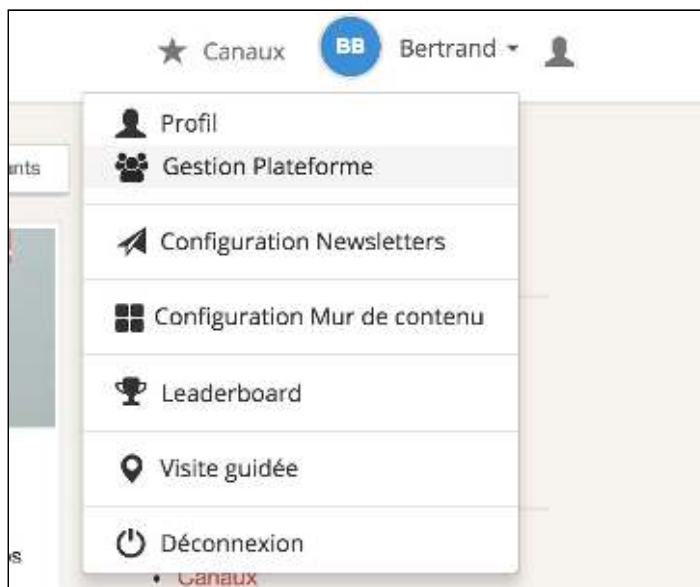 Canaux BB Bertrand
Profil
Gestion Plateforme
Configuration Newsletters
Configuration Mur de contenu
Leaderboard
Visite guidée
Déconnexion
Canaux